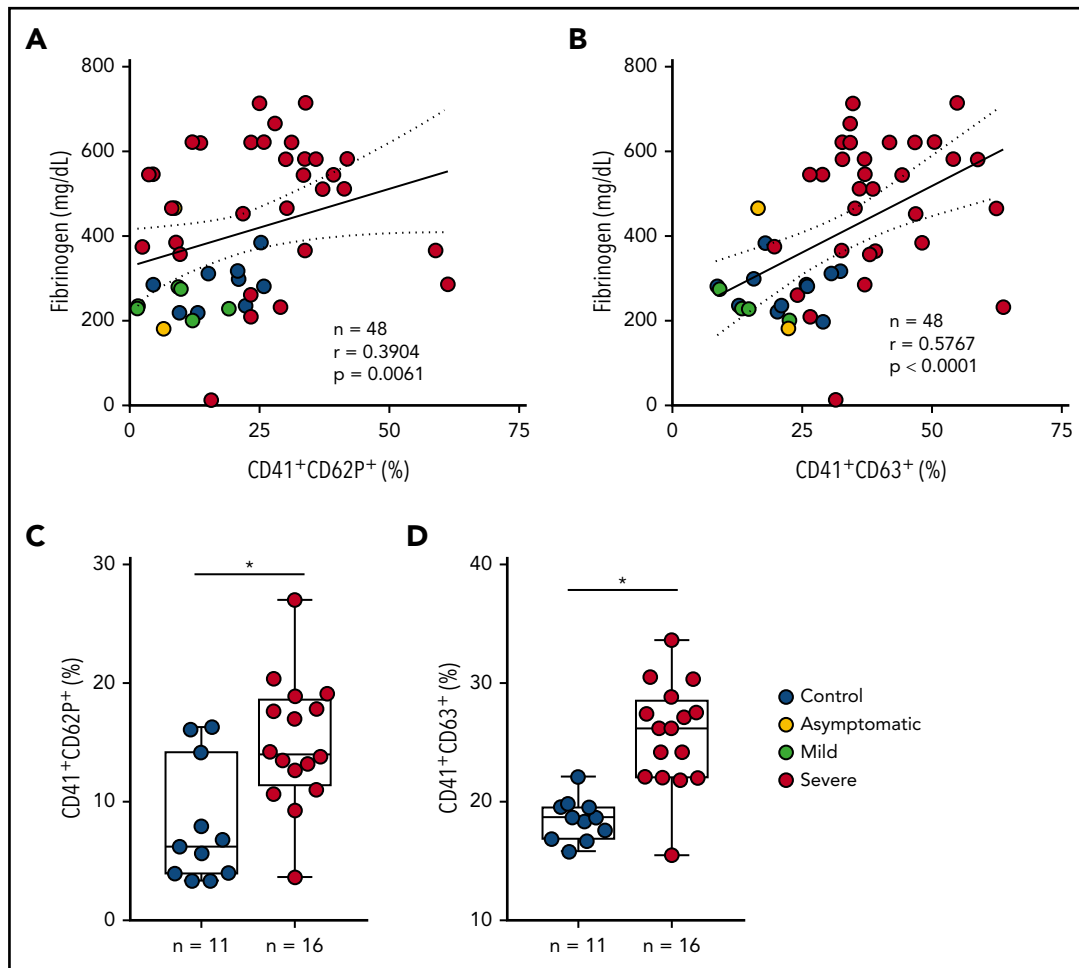 A
Fibrinogen (mg/dL)
800
600
400
200
0
0
25
50
75
CD41+CD62P+ (%)
n = 48
r = 0.3904
p = 0.0061
B
Fibrinogen (mg/dL)
800
600
400
200
0
0
25
50
75
CD41+CD63+ (%)
n = 48
r = 0.5767
p < 0.0001
C
CD41+CD62P+ (%)
30
20
10
0
*
n = 11
n = 16
D
CD41+CD63+ (%)
40
30
20
10
*
n = 11
n = 16
Control
Asymptomatic
Mild
Severe